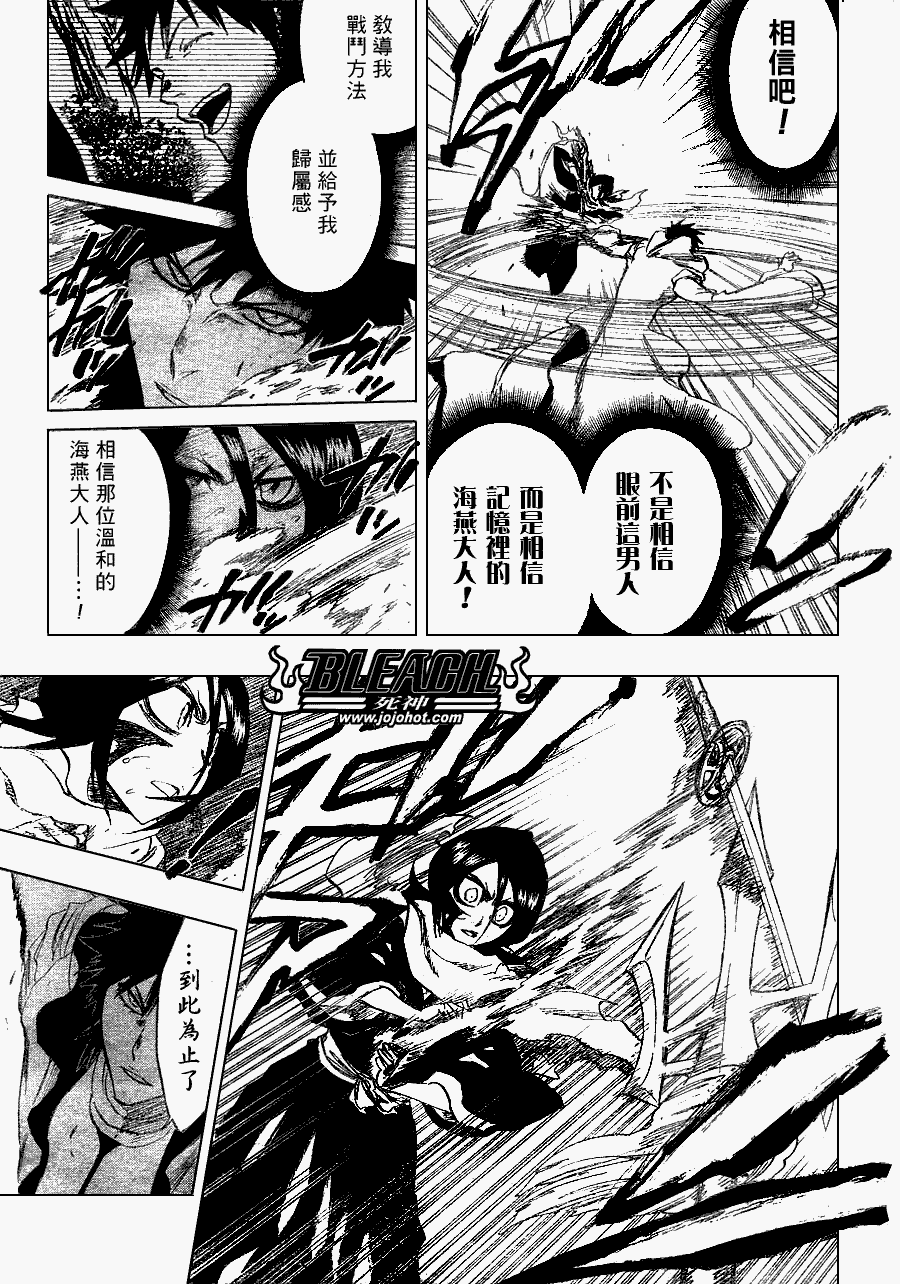 相信吧！
不是相信
眼前這男人
而是相信
記憶裡的
海燕大人！
教導我
戰鬥方法
並給予我
歸屬感
相信那位溫和的
海燕大人——…！
BLEACH
死神
www.jojohot.com
…到此為止了